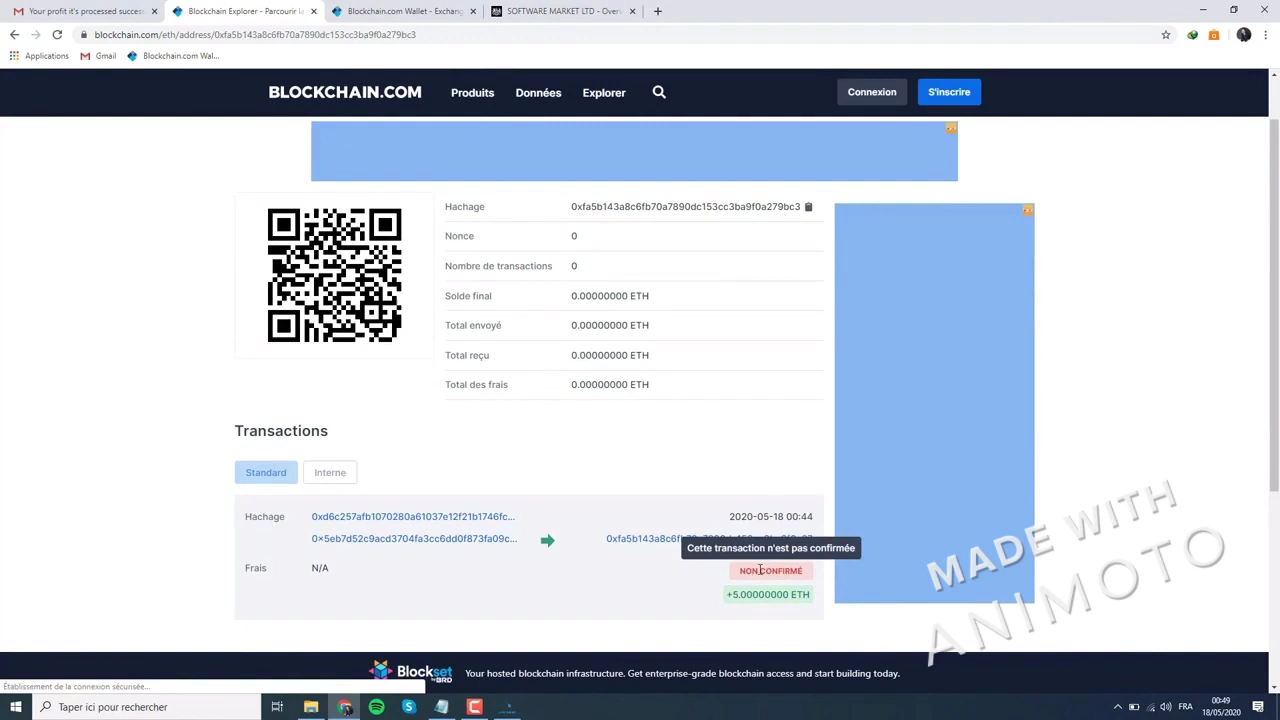 Your profit it's processed success
Blockchain Explorer - Parcourir la
Blockchain.com Wallet - Exchang
SOFTWARE MARKET LTD - Overv
blockchain.com/eth/address/0xfa5b143a8c6fb70a7890dc153cc3ba9f0a279bc3
Applications
Gmail
Blockchain.com Wal...
BLOCKCHAIN.COM
Produits
Données
Explorer
Connexion
S'inscrire
Hachage 0xfa5b143a8c6fb70a7890dc153cc3ba9f0a279bc3
Nonce 0
Nombre de transactions 0
Solde final 0.00000000 ETH
Total envoyé 0.00000000 ETH
Total reçu 0.00000000 ETH
Total des frais 0.00000000 ETH
Transactions
Standard
Interne
Hachage 0xd6c257afb1070280a61037e12f21b1746fc... 2020-05-18 00:44
0x5eb7d52c9acd3704fa3cc6dd0f873fa09c...
Cette transaction n'est pas confirmée
Frais N/A NON CONFIRMÉ
+5.00000000 ETH
MADE WITH
ANIMOTO
Blockset
by BRD
Your hosted blockchain infrastructure. Get enterprise-grade blockchain access and start building today.
Établissement de la connexion sécurisée...
Taper ici pour rechercher
FRA
00:49
18/05/2020